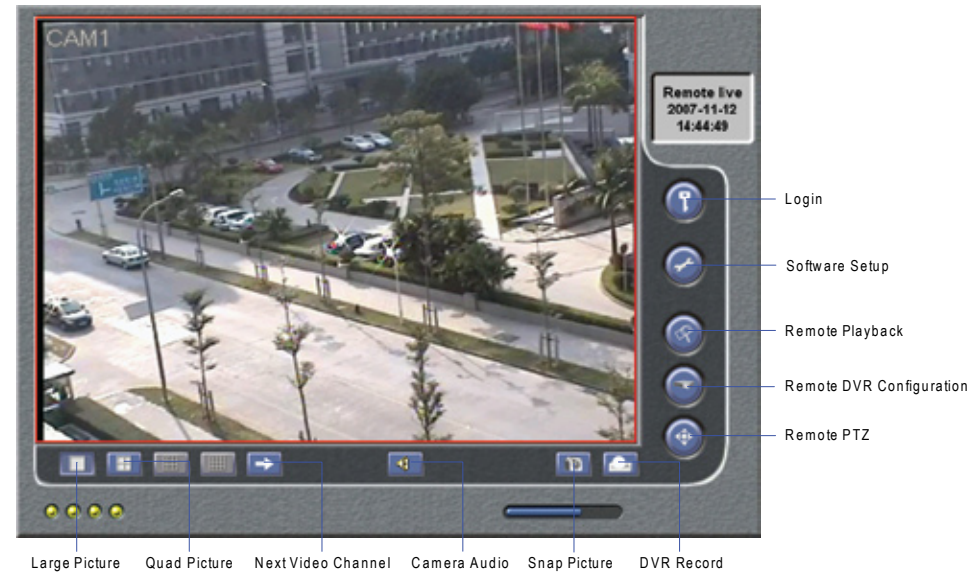 CAM1
Remote live
2007-11-12
14:44:49
Login
Software Setup
Remote Playback
Remote DVR Configuration
Remote PTZ
Large Picture
Quad Picture
Next Video Channel
Camera Audio
Snap Picture
DVR Record